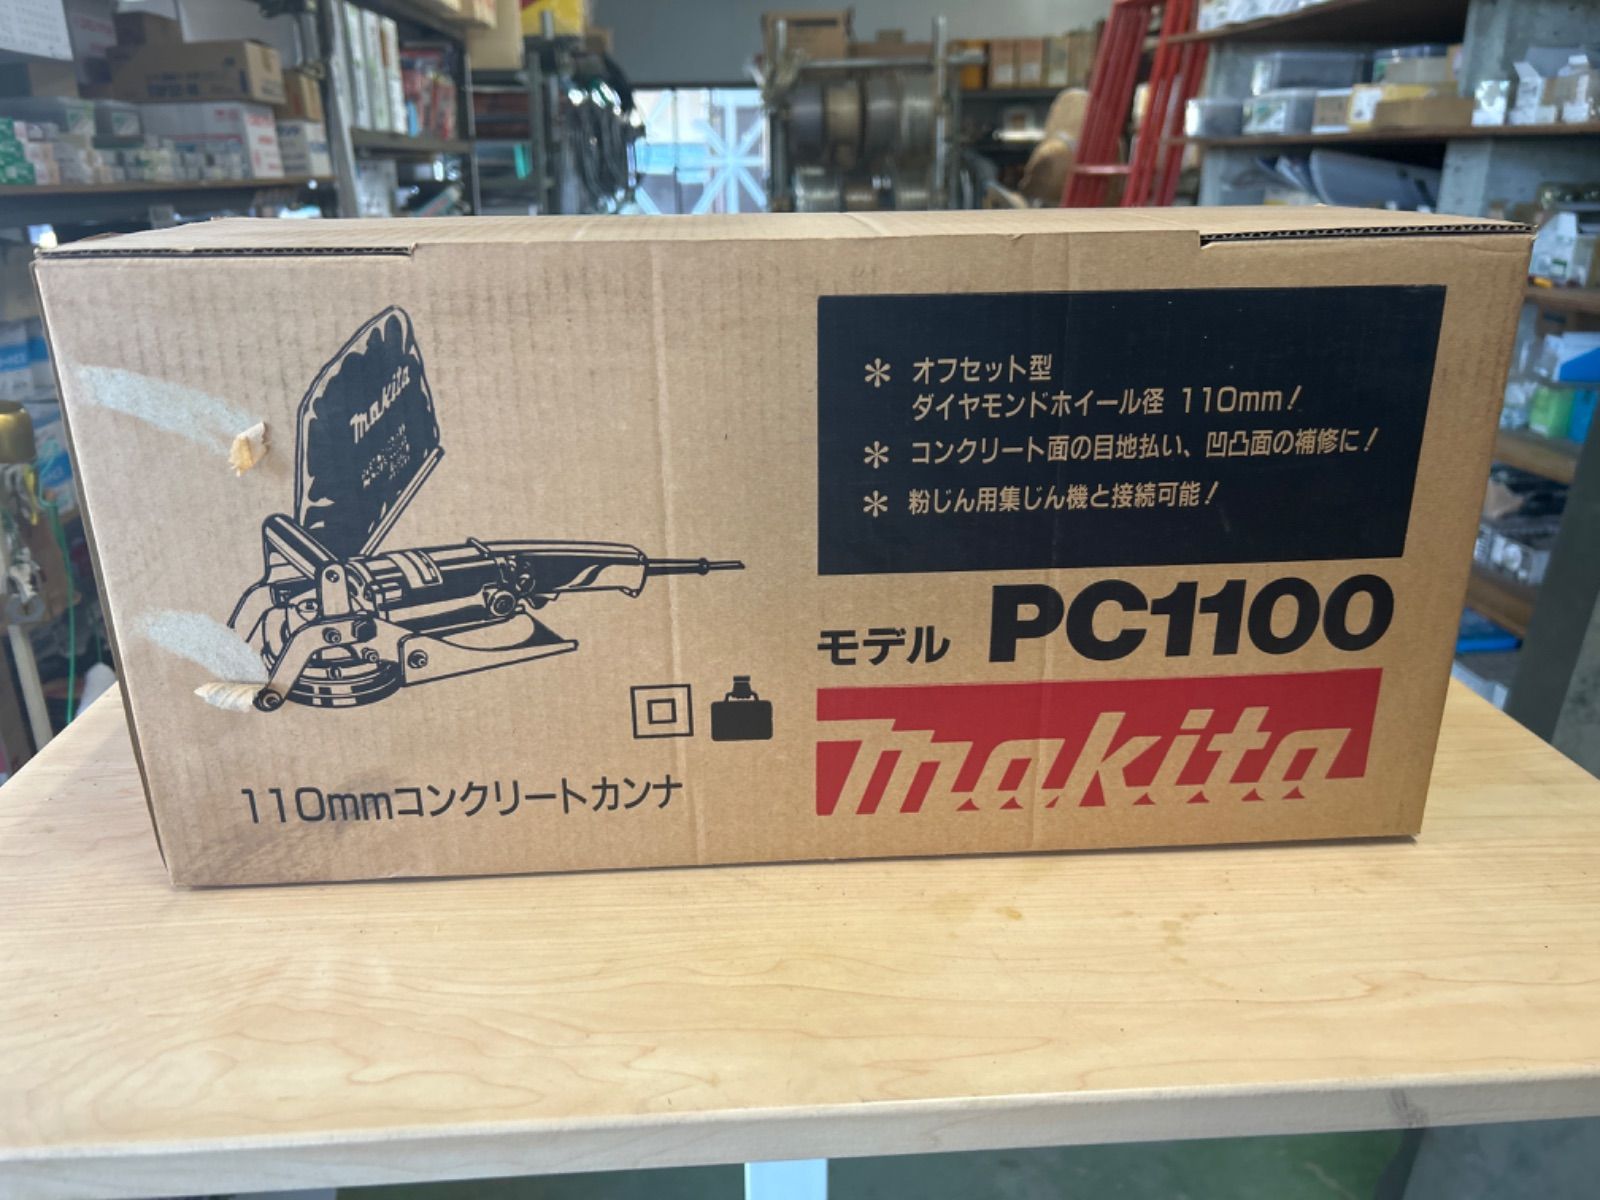 makita
* オフセット型
ダイヤモンドホイール径 110mm!
* コンクリート面の目地払い、凹凸面の補修に!
* 粉じん用集じん機と接続可能!
モデル PC1100
makita
110mmコンクリートカンナ